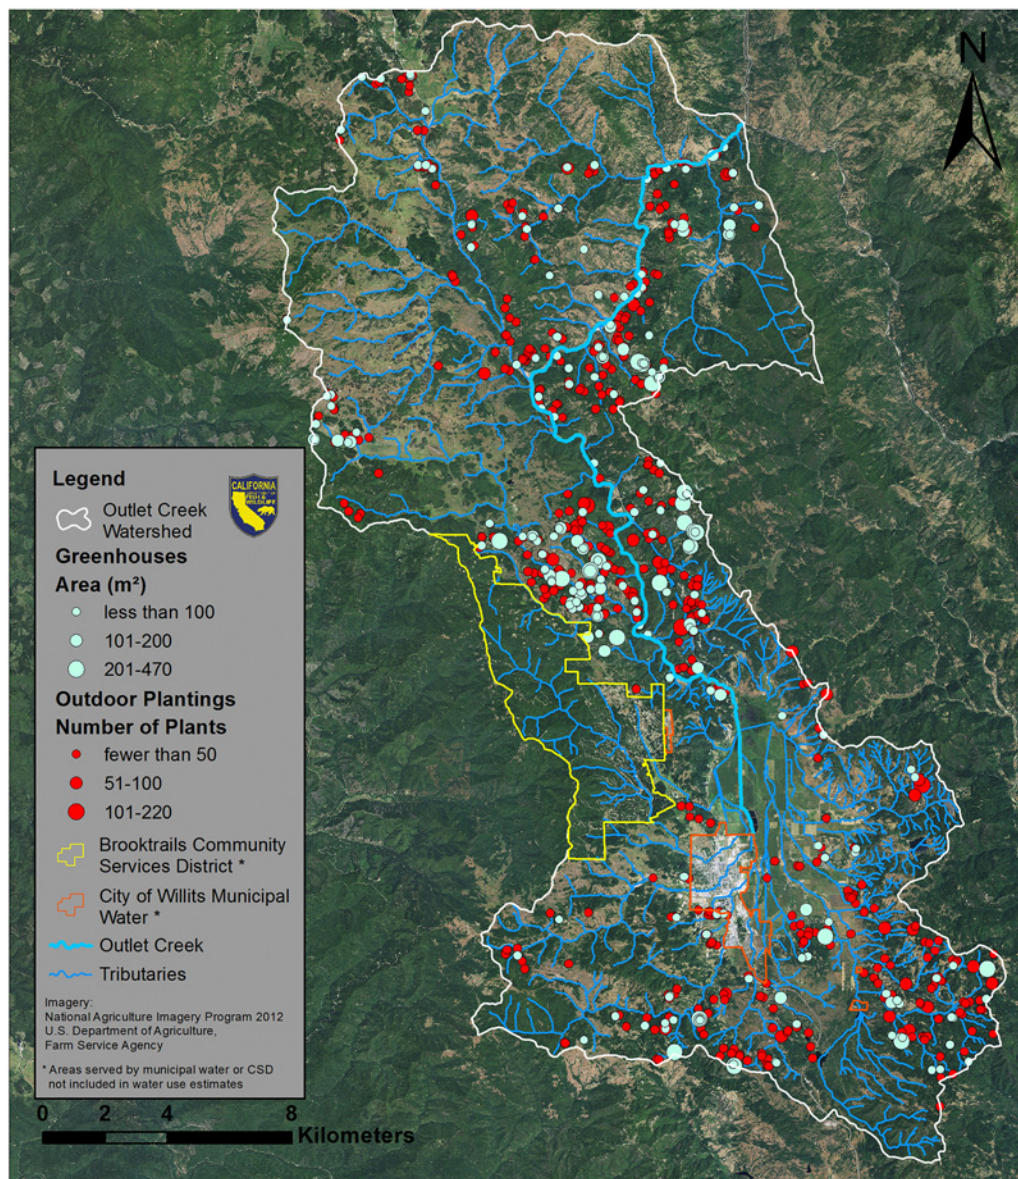 N
Legend
CALIFORNIA
FISH &
WILDLIFE
Outlet Creek
Watershed
Greenhouses
Area (m²)
less than 100
101-200
201-470
Outdoor Plantings
Number of Plants
fewer than 50
51-100
101-220
Brooktrails Community
Services District *
City of Willits Municipal
Water *
Outlet Creek
Tributaries
Imagery:
National Agriculture Imagery Program 2012
U.S. Department of Agriculture,
Farm Service Agency
* Areas served by municipal water or CSD
not included in water use estimates
0 2 4 8
Kilometers